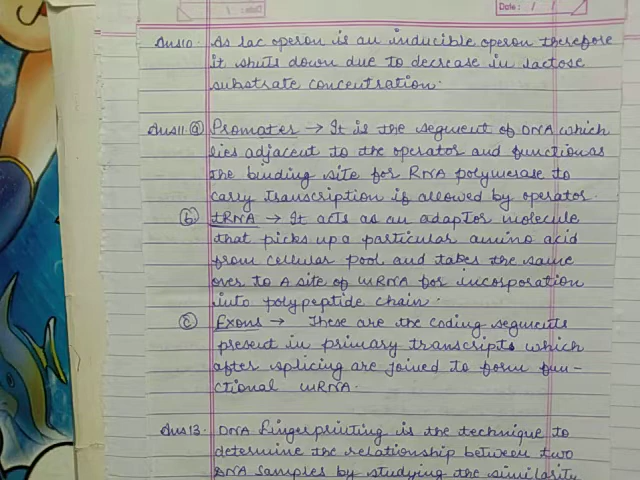 Date: / /
Ans10. As lac operon is an inducible operon therefore
it shuts down due to decrease in lactose
substrate concentration.
Ans11. (a) Promoter → It is the segment of DNA which
lies adjacent to the operator and function as
the binding site for RNA polymerase to
carry transcription if allowed by operator.
(b) tRNA → It acts as an adaptor molecule
that picks up a particular amino acid
from cellular pool and takes the same
over to A site of mRNA for incorporation
into polypeptide chain.
(c) Exons → These are the coding segments
present in primary transcripts which
after splicing are joined to form fun-
ctional mRNA.
Ans13. DNA fingerprinting is the technique to
determine the relationship between two
DNA samples by studying the similarity